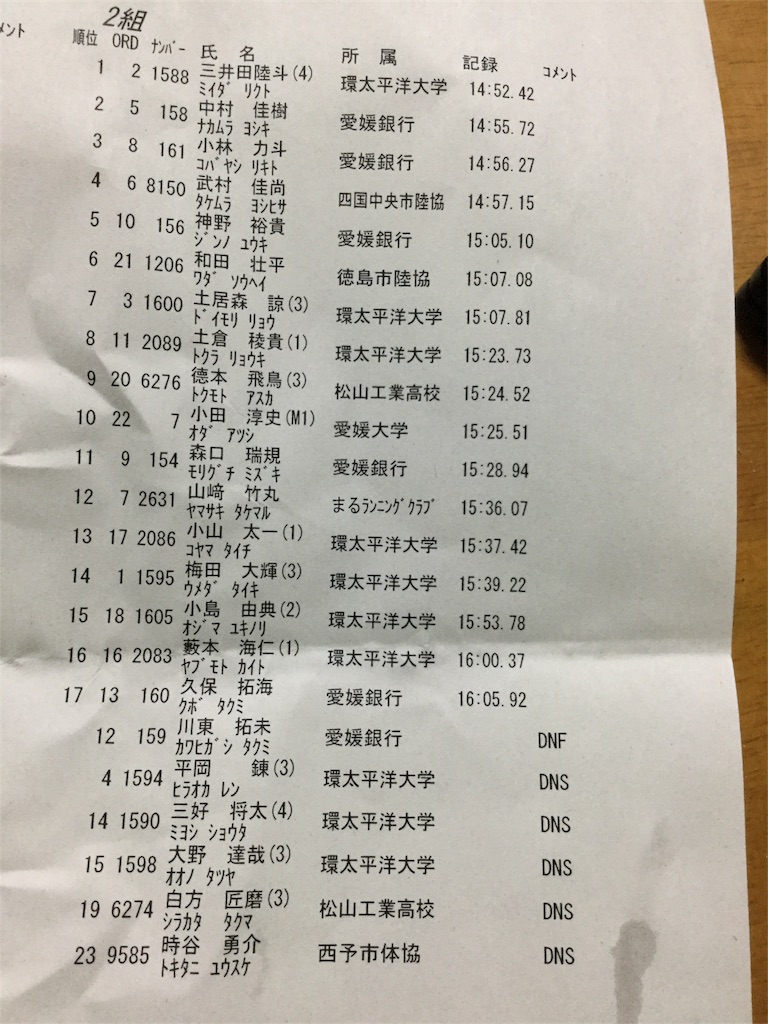 メント
2組
順位 ORD ﾅﾝﾊﾞｰ 氏 名 所 属 記録 ｺﾒﾝﾄ
1 2 1588 三井田陸斗(4) 環太平洋大学 14:52.42
ﾐｲﾀﾞ ﾘｸﾄ
2 5 158 中村 佳樹 愛媛銀行 14:55.72
ﾅｶﾑﾗ ﾖｼｷ
3 8 161 小林 力斗 愛媛銀行 14:56.27
ｺﾊﾞﾔｼ ﾘｷﾄ
4 6 8150 武村 佳尚 四国中央市陸協 14:57.15
ﾀｹﾑﾗ ﾖｼﾋｻ
5 10 156 神野 裕貴 愛媛銀行 15:05.10
ｼﾞﾝﾉ ﾕｳｷ
6 21 1206 和田 壮平 徳島市陸協 15:07.08
ﾜﾀﾞ ｿｳﾍｲ
7 3 1600 土居森 諒(3) 環太平洋大学 15:07.81
ﾄﾞｲﾓﾘ ﾘｮｳ
8 11 2089 土倉 稜貴(1) 環太平洋大学 15:23.73
ﾄｸﾗ ﾘｮｳｷ
9 20 6276 德本 飛鳥(3) 松山工業高校 15:24.52
ﾄｸﾓﾄ ｱｽｶ
10 22 7 小田 淳史(M1) 愛媛大学 15:25.51
ｵﾀﾞ ｱﾂｼ
11 9 154 森口 瑞規 愛媛銀行 15:28.94
ﾓﾘｸﾞﾁ ﾐｽﾞｷ
12 7 2631 山﨑 竹丸 まるﾗﾝﾆﾝｸﾞｸﾗﾌﾞ 15:36.07
ﾔﾏｻｷ ﾀｹﾏﾙ
13 17 2086 小山 太一(1) 環太平洋大学 15:37.42
ｺﾔﾏ ﾀｲﾁ
14 1 1595 梅田 大輝(3) 環太平洋大学 15:39.22
ｳﾒﾀﾞ ﾀｲｷ
15 18 1605 小島 由典(2) 環太平洋大学 15:53.78
ｵｼﾞﾏ ﾕｷﾉﾘ
16 16 2083 藪本 海仁(1) 環太平洋大学 16:00.37
ﾔﾌﾞﾓﾄ ｶｲﾄ
17 13 160 久保 拓海 愛媛銀行 16:05.92
ｸﾎﾞ ﾀｸﾐ
12 159 川東 拓未 愛媛銀行 DNF
ｶﾜﾋｶﾞｼ ﾀｸﾐ
4 1594 平岡 錬(3) 環太平洋大学 DNS
ﾋﾗｵｶ ﾚﾝ
14 1590 三好 将太(4) 環太平洋大学 DNS
ﾐﾖｼ ｼｮｳﾀ
15 1598 大野 達哉(3) 環太平洋大学 DNS
ｵｵﾉ ﾀﾂﾔ
19 6274 白方 匠磨(3) 松山工業高校 DNS
ｼﾗｶﾀ ﾀｸﾏ
23 9585 時谷 勇介 西予市体協 DNS
ﾄｷﾀﾆ ﾕｳｽｹ